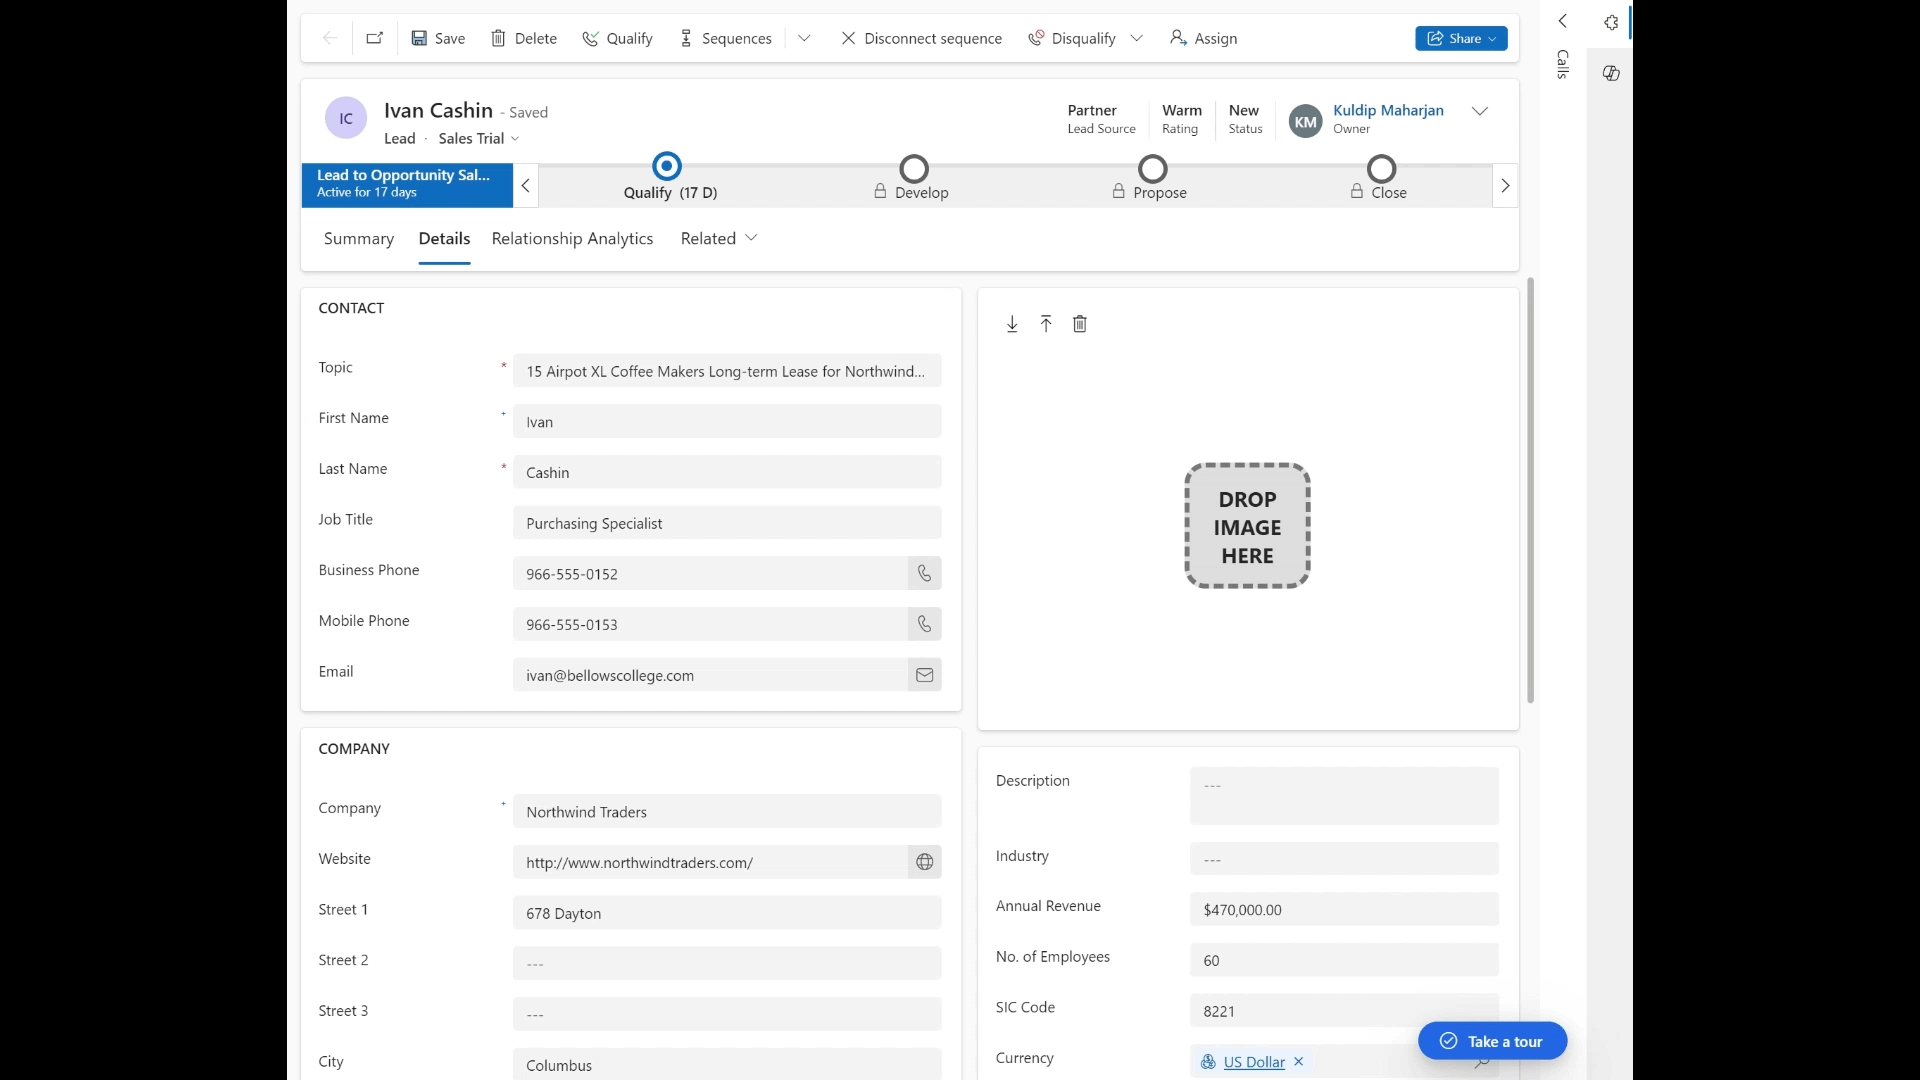 Save
Delete
Qualify
Sequences
Disconnect sequence
Disqualify
Assign
Share
Calls
IC
Ivan Cashin - Saved
Lead · Sales Trial
Partner
Lead Source
Warm
Rating
New
Status
KM
Kuldip Maharjan
Owner
Lead to Opportunity Sal...
Active for 17 days
Qualify (17 D)
Develop
Propose
Close
Summary
Details
Relationship Analytics
Related
CONTACT
Topic * 15 Airpot XL Coffee Makers Long-term Lease for Northwind...
First Name + Ivan
Last Name * Cashin
Job Title Purchasing Specialist
Business Phone 966-555-0152
Mobile Phone 966-555-0153
Email ivan@bellowscollege.com
COMPANY
Company + Northwind Traders
Website http://www.northwindtraders.com/
Street 1 678 Dayton
Street 2 ---
Street 3 ---
City Columbus
DROP
IMAGE
HERE
Description ---
Industry ---
Annual Revenue $470,000.00
No. of Employees 60
SIC Code 8221
Currency US Dollar
Take a tour